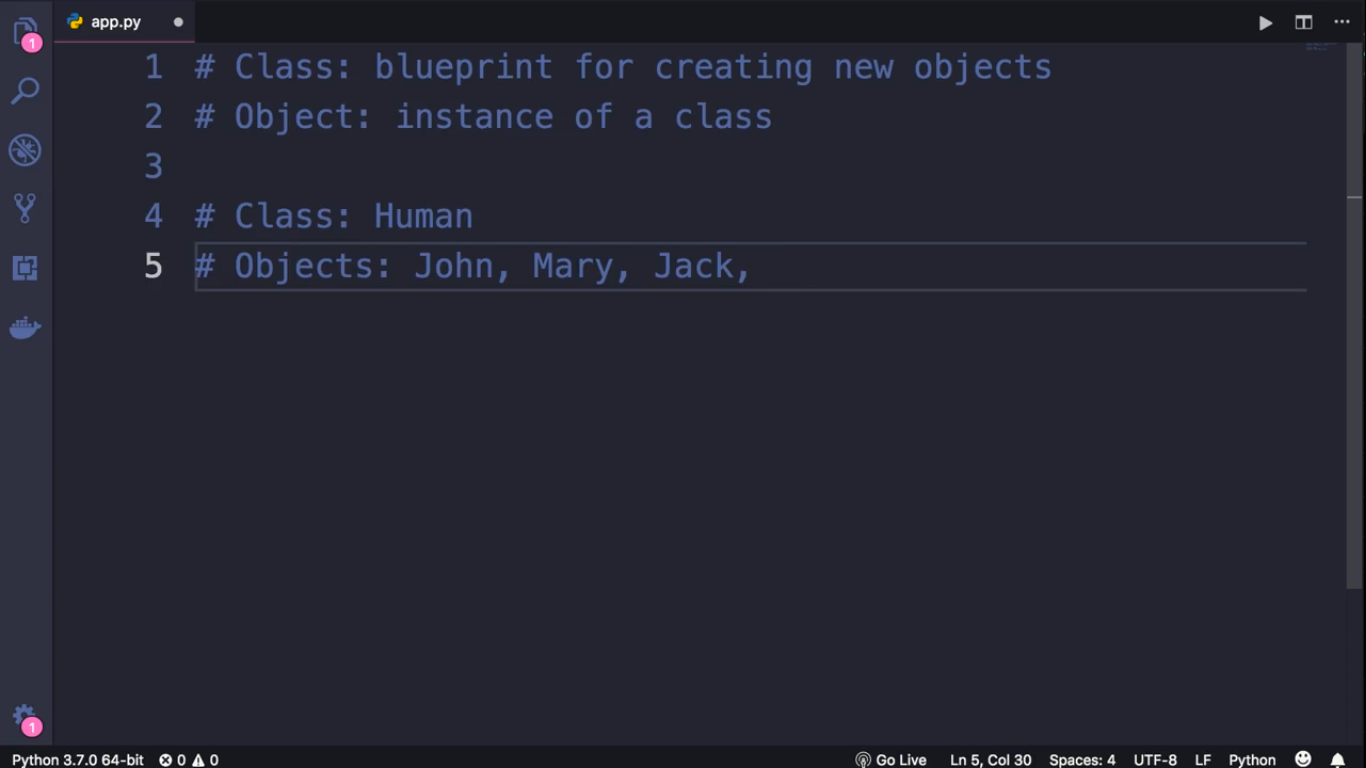 app.py
1
1 # Class: blueprint for creating new objects
2 # Object: instance of a class
3
4 # Class: Human
5 # Objects: John, Mary, Jack,
1
Python 3.7.0 64-bit 0 0 Go Live Ln 5, Col 30 Spaces: 4 UTF-8 LF Python